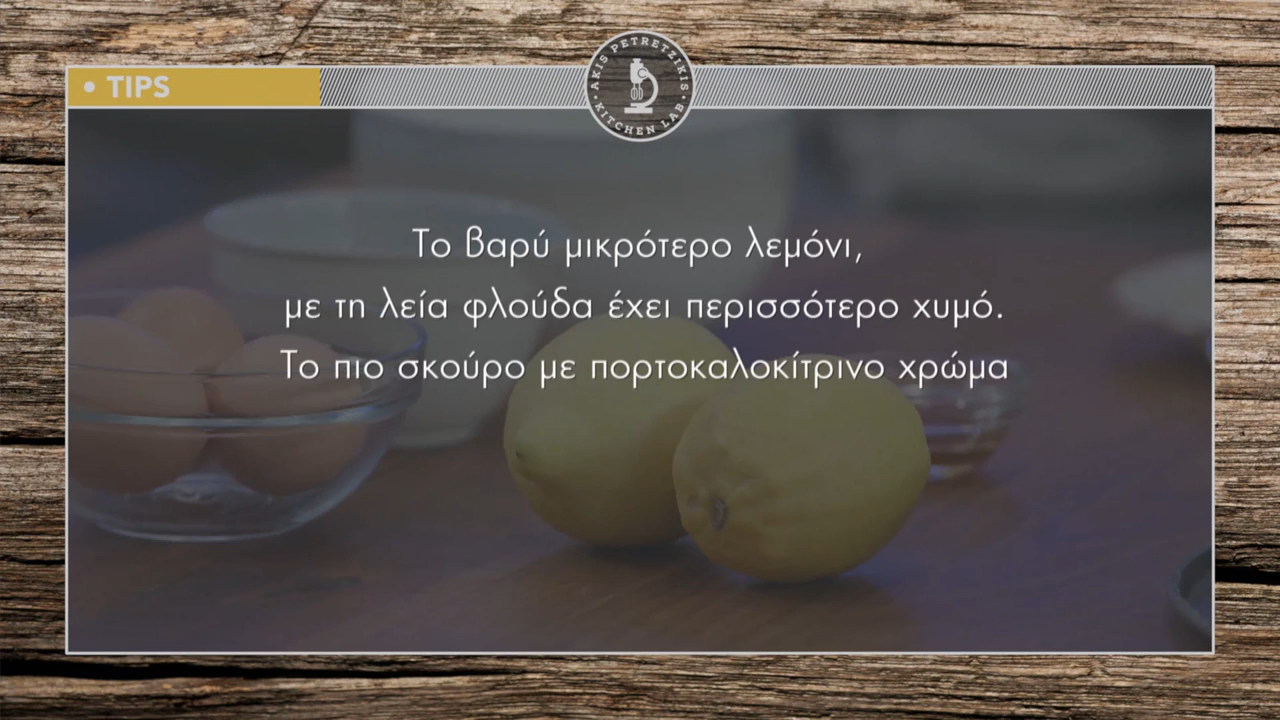 • TIPS
AKIS PETRETZIKIS
• KITCHEN LAB •
Το βαρύ μικρότερο λεμόνι,
με τη λεία φλούδα έχει περισσότερο χυμό.
Το πιο σκούρο με πορτοκαλοκίτρινο χρώμα